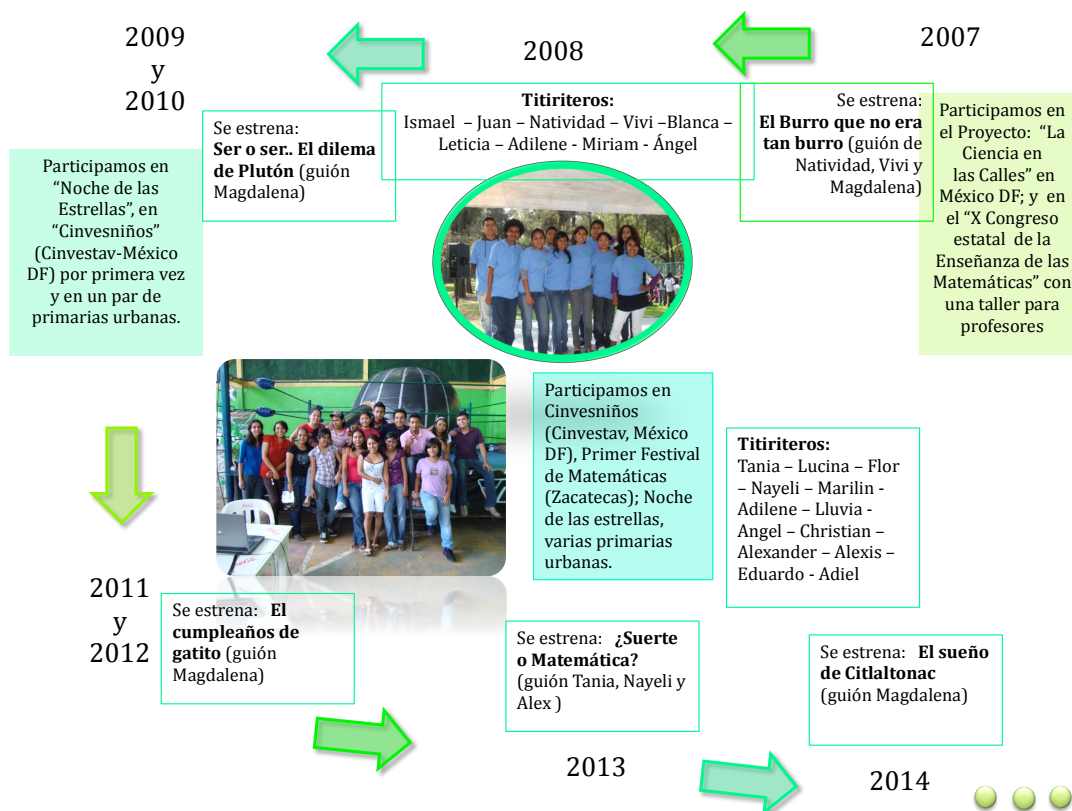 2007
Se estrena:
El Burro que no era
tan burro (guión de
Natividad, Vivi y
Magdalena)
Participamos en
el Proyecto: “La
Ciencia en
las Calles” en
México DF; y en
el “X Congreso
estatal de la
Enseñanza de las
Matemáticas” con
una taller para
profesores
2008
Titiriteros:
Ismael – Juan – Natividad – Vivi –Blanca –
Leticia – Adilene - Miriam - Ángel
2009
y
2010
Se estrena:
Ser o ser.. El dilema
de Plutón (guión
Magdalena)
Participamos en
“Noche de las
Estrellas”, en
“Cinvesniños”
(Cinvestav-México
DF) por primera vez
y en un par de
primarias urbanas.
Participamos en
Cinvesniños
(Cinvestav, México
DF), Primer Festival
de Matemáticas
(Zacatecas); Noche
de las estrellas,
varias primarias
urbanas.
Titiriteros:
Tania – Lucina – Flor
– Nayeli – Marilin -
Adilene – Lluvia -
Angel – Christian –
Alexander – Alexis –
Eduardo - Adiel
2011
y
2012
Se estrena: El
cumpleaños de
gatito (guión
Magdalena)
Se estrena: ¿Suerte
o Matemática?
(guión Tania, Nayeli y
Alex )
2013
Se estrena: El sueño
de Citlaltonac
(guión Magdalena)
2014